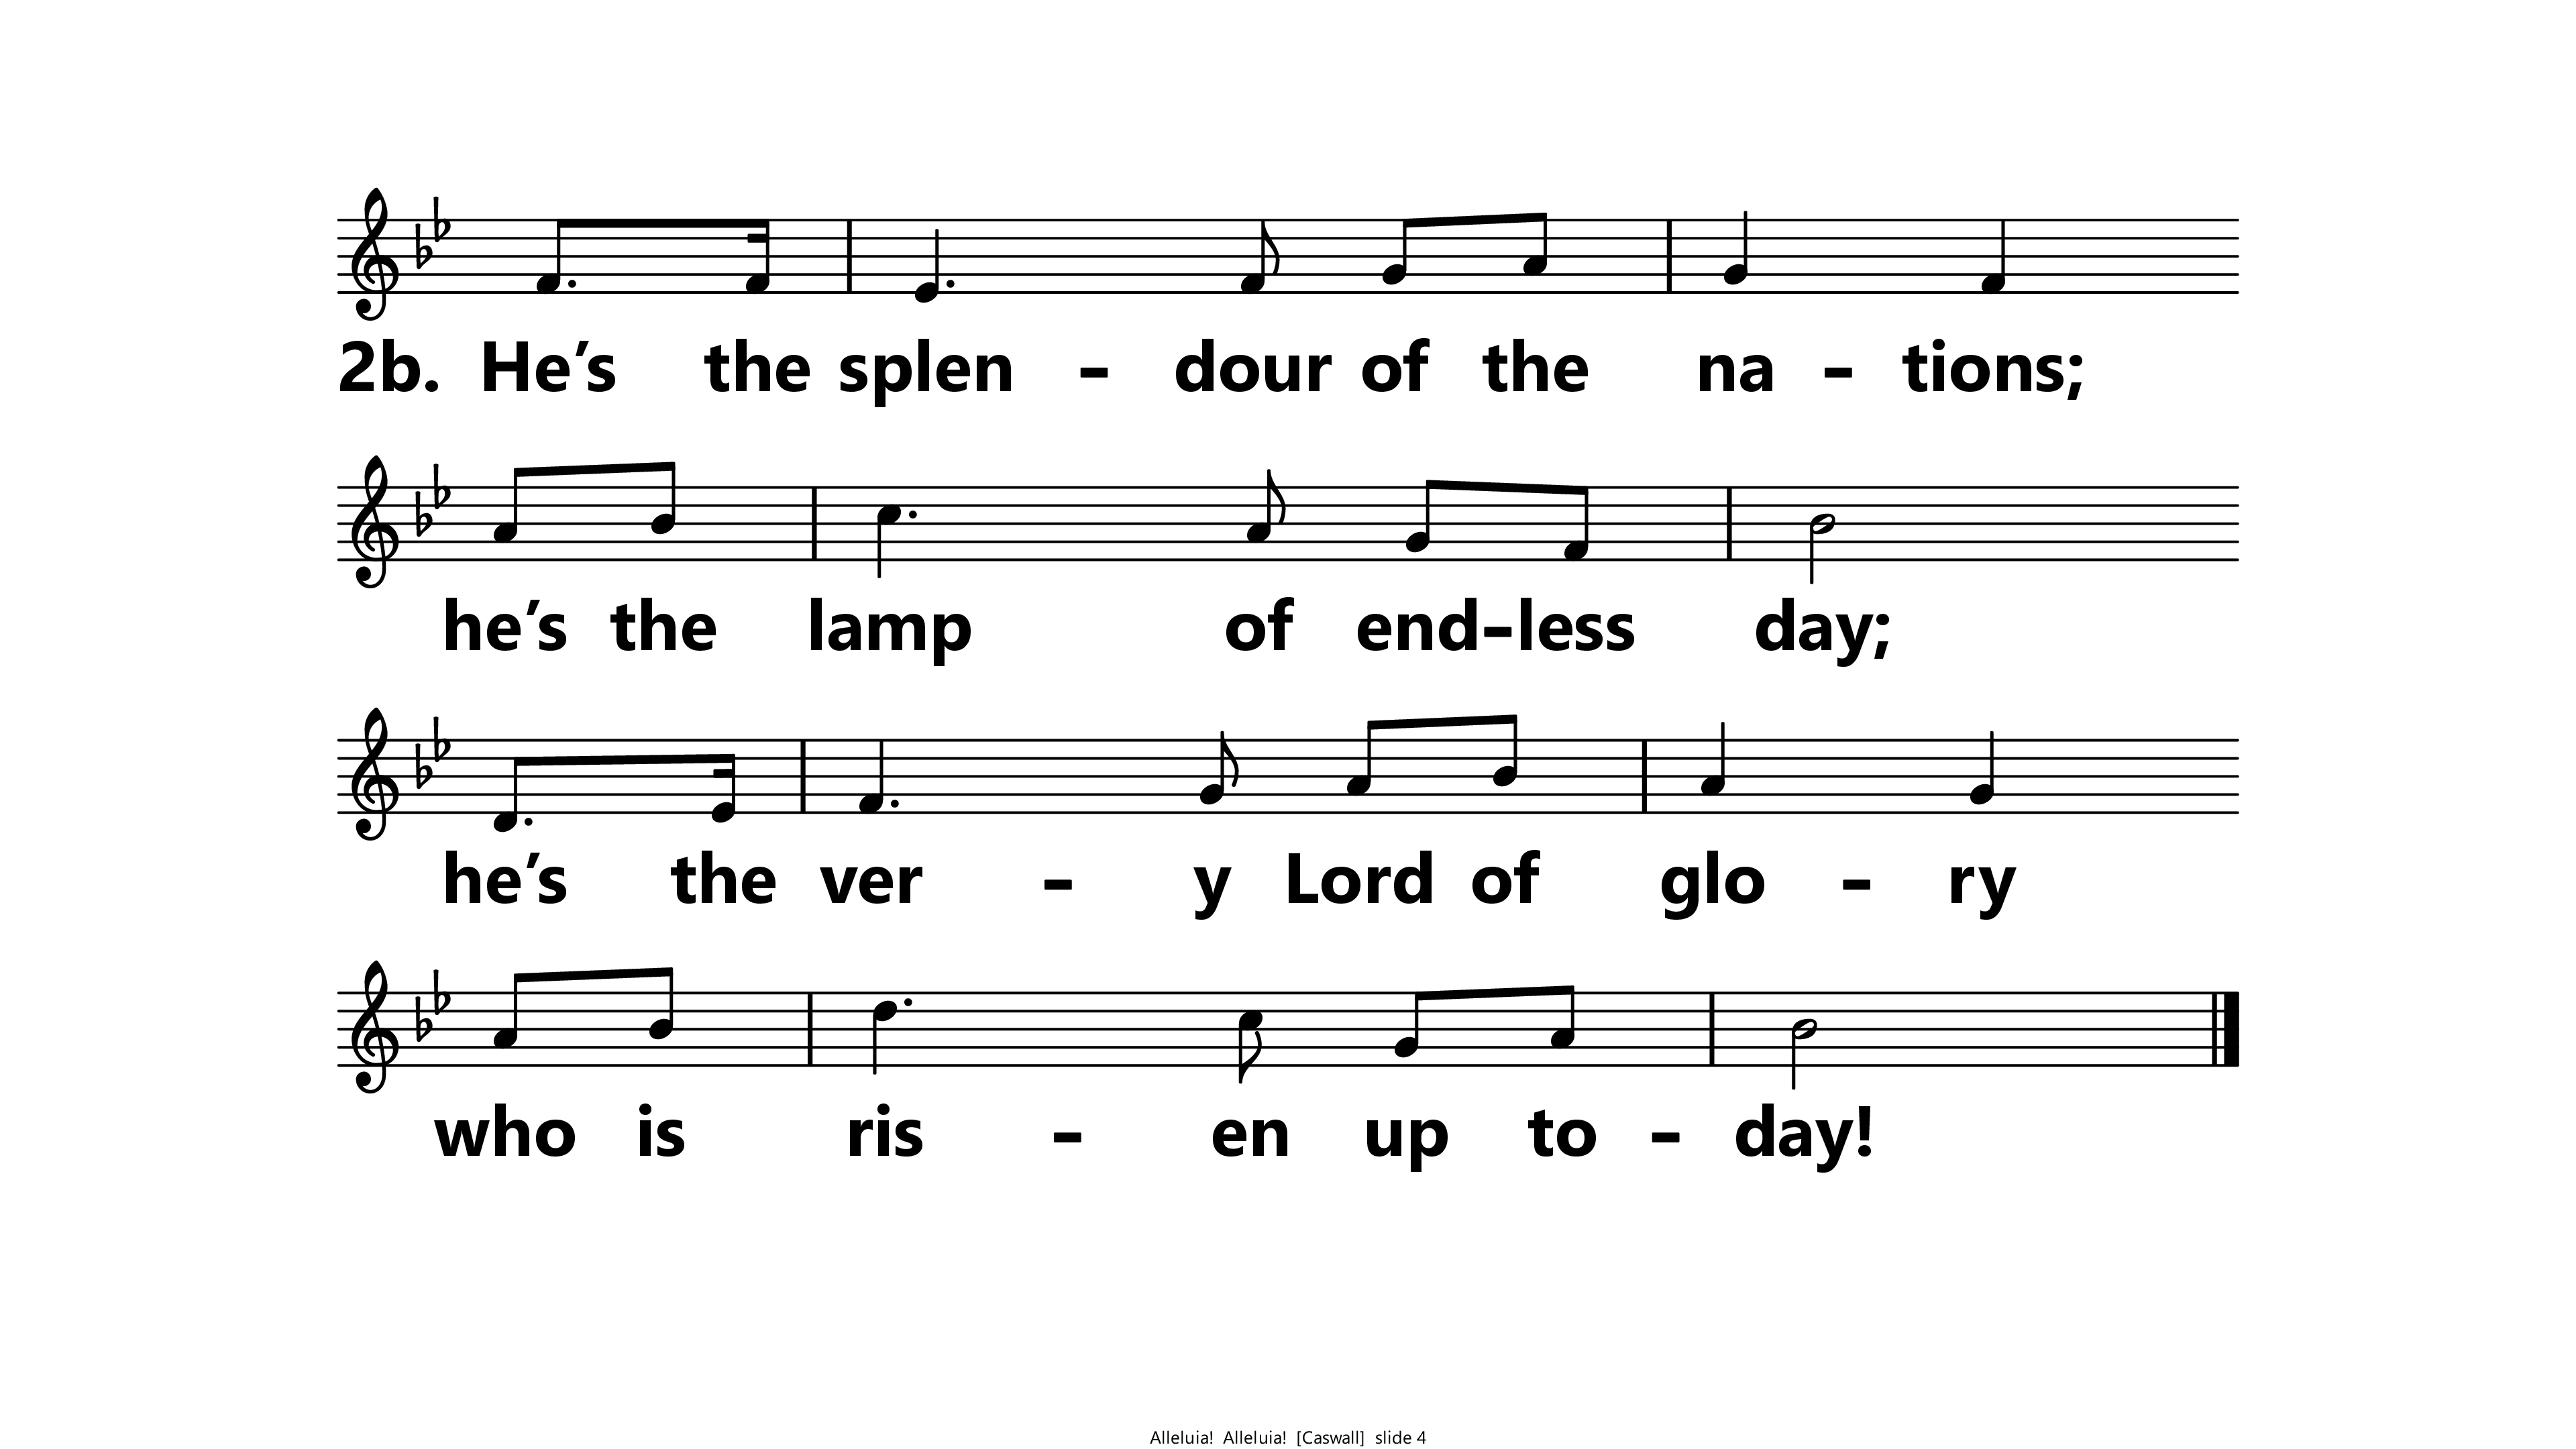 2b. He’s the splen - dour of the na - tions;
he’s the lamp of end-less day;
he’s the ver - y Lord of glo - ry
who is ris - en up to - day!
Alleluia! Alleluia! [Caswall] slide 4